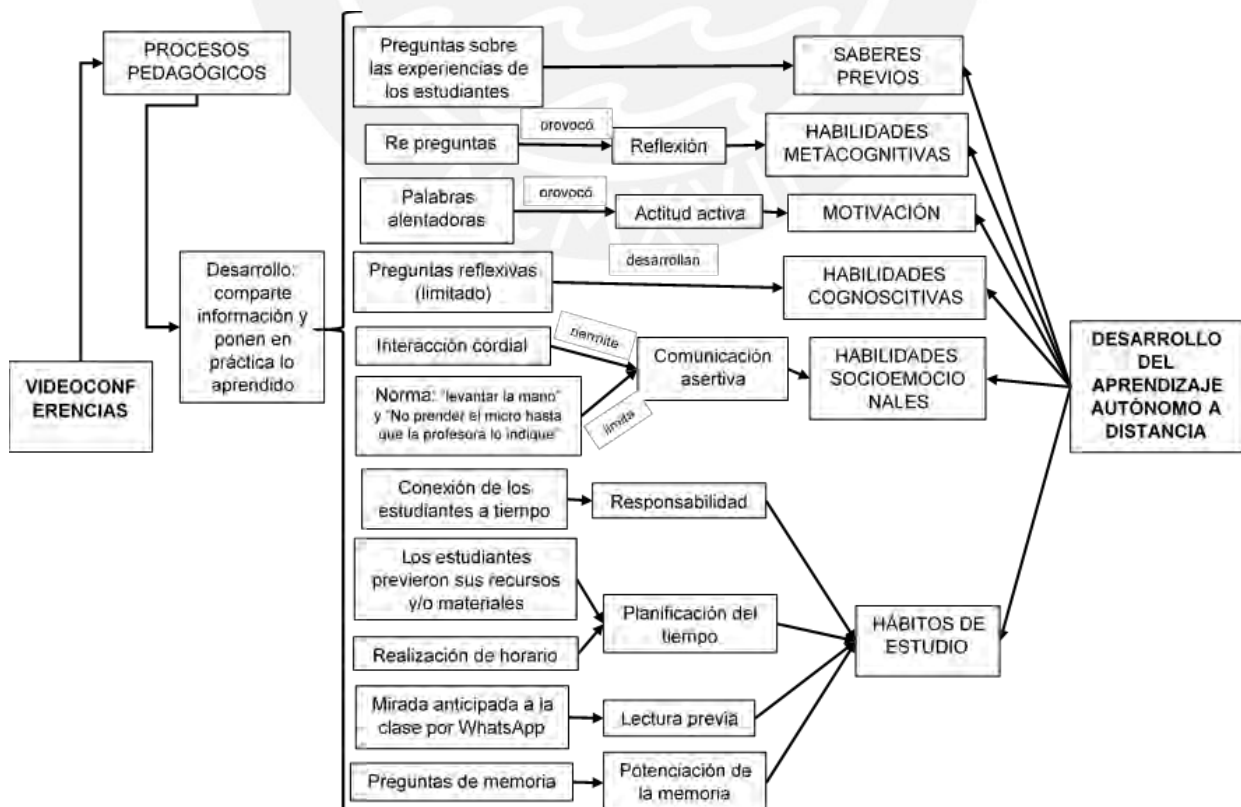 PROCESOS
PEDAGÓGICOS
Preguntas sobre
las experiencias de
los estudiantes
SABERES
PREVIOS
Re preguntas
provocó
Reflexión
HABILIDADES
METACOGNITIVAS
Palabras
alentadoras
provocó
Actitud activa
MOTIVACIÓN
Desarrollo:
comparte
información y
ponen en
práctica lo
aprendido
Preguntas reflexivas
(limitado)
desarrollan
HABILIDADES
COGNOSCITIVAS
Interacción cordial
permite
Comunicación
asertiva
HABILIDADES
SOCIOEMOCIO
NALES
Norma: "levantar la mano"
y "No prender el micro hasta
que la profesora lo indique"
limita
VIDEOCONF
ERENCIAS
DESARROLLO
DEL
APRENDIZAJE
AUTÓNOMO A
DISTANCIA
Conexión de los
estudiantes a tiempo
Responsabilidad
Los estudiantes
previeron sus recursos
y/o materiales
Planificación del
tiempo
Realización de horario
HÁBITOS DE
ESTUDIO
Mirada anticipada a la
clase por WhatsApp
Lectura previa
Preguntas de memoria
Potenciación de
la memoria